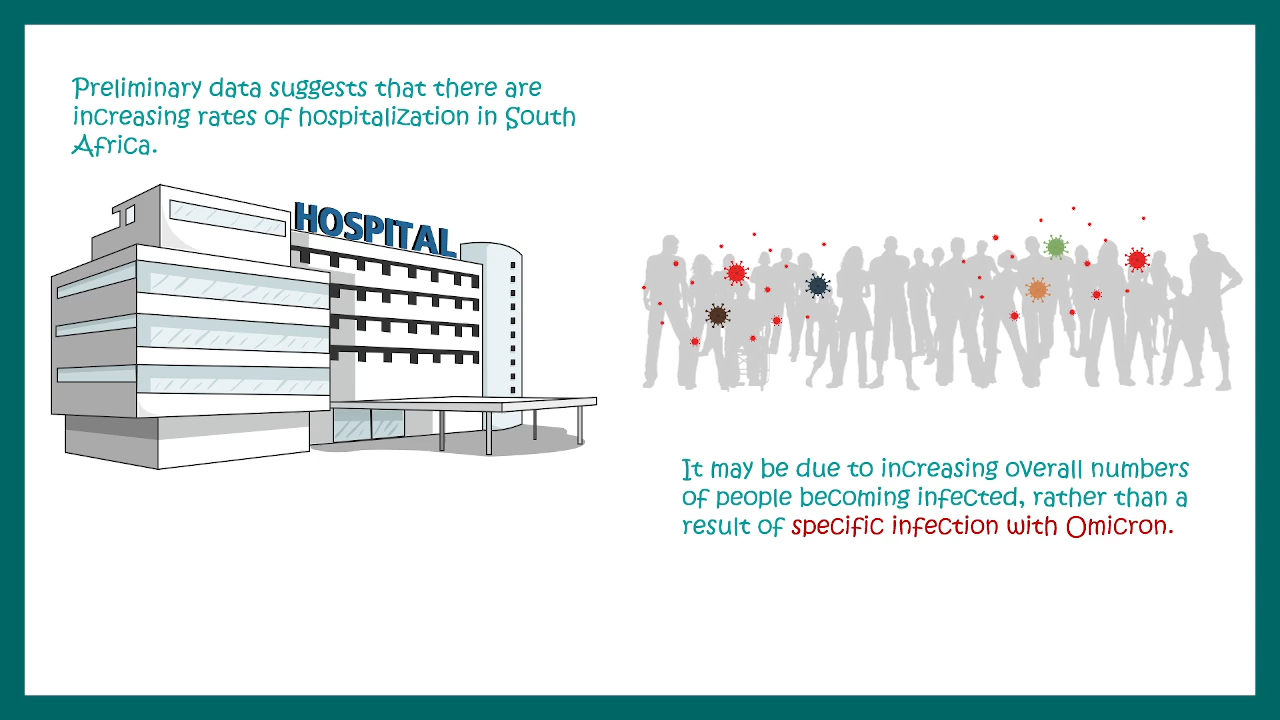 Preliminary data suggests that there are
increasing rates of hospitalization in South
Africa.
HOSPITAL
It may be due to increasing overall numbers
of people becoming infected, rather than a
result of specific infection with Omicron.